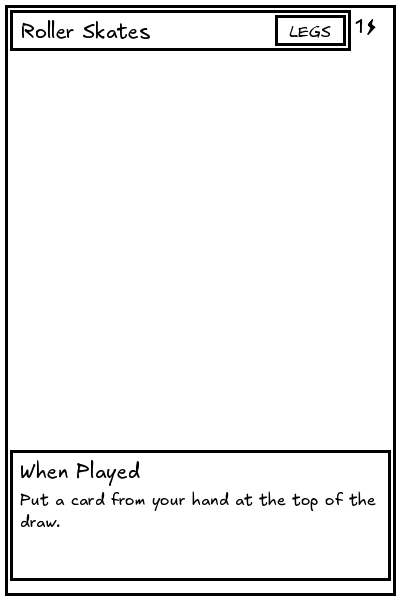 Roller Skates
LEGS
1⚡
When Played
Put a card from your hand at the top of the
draw.